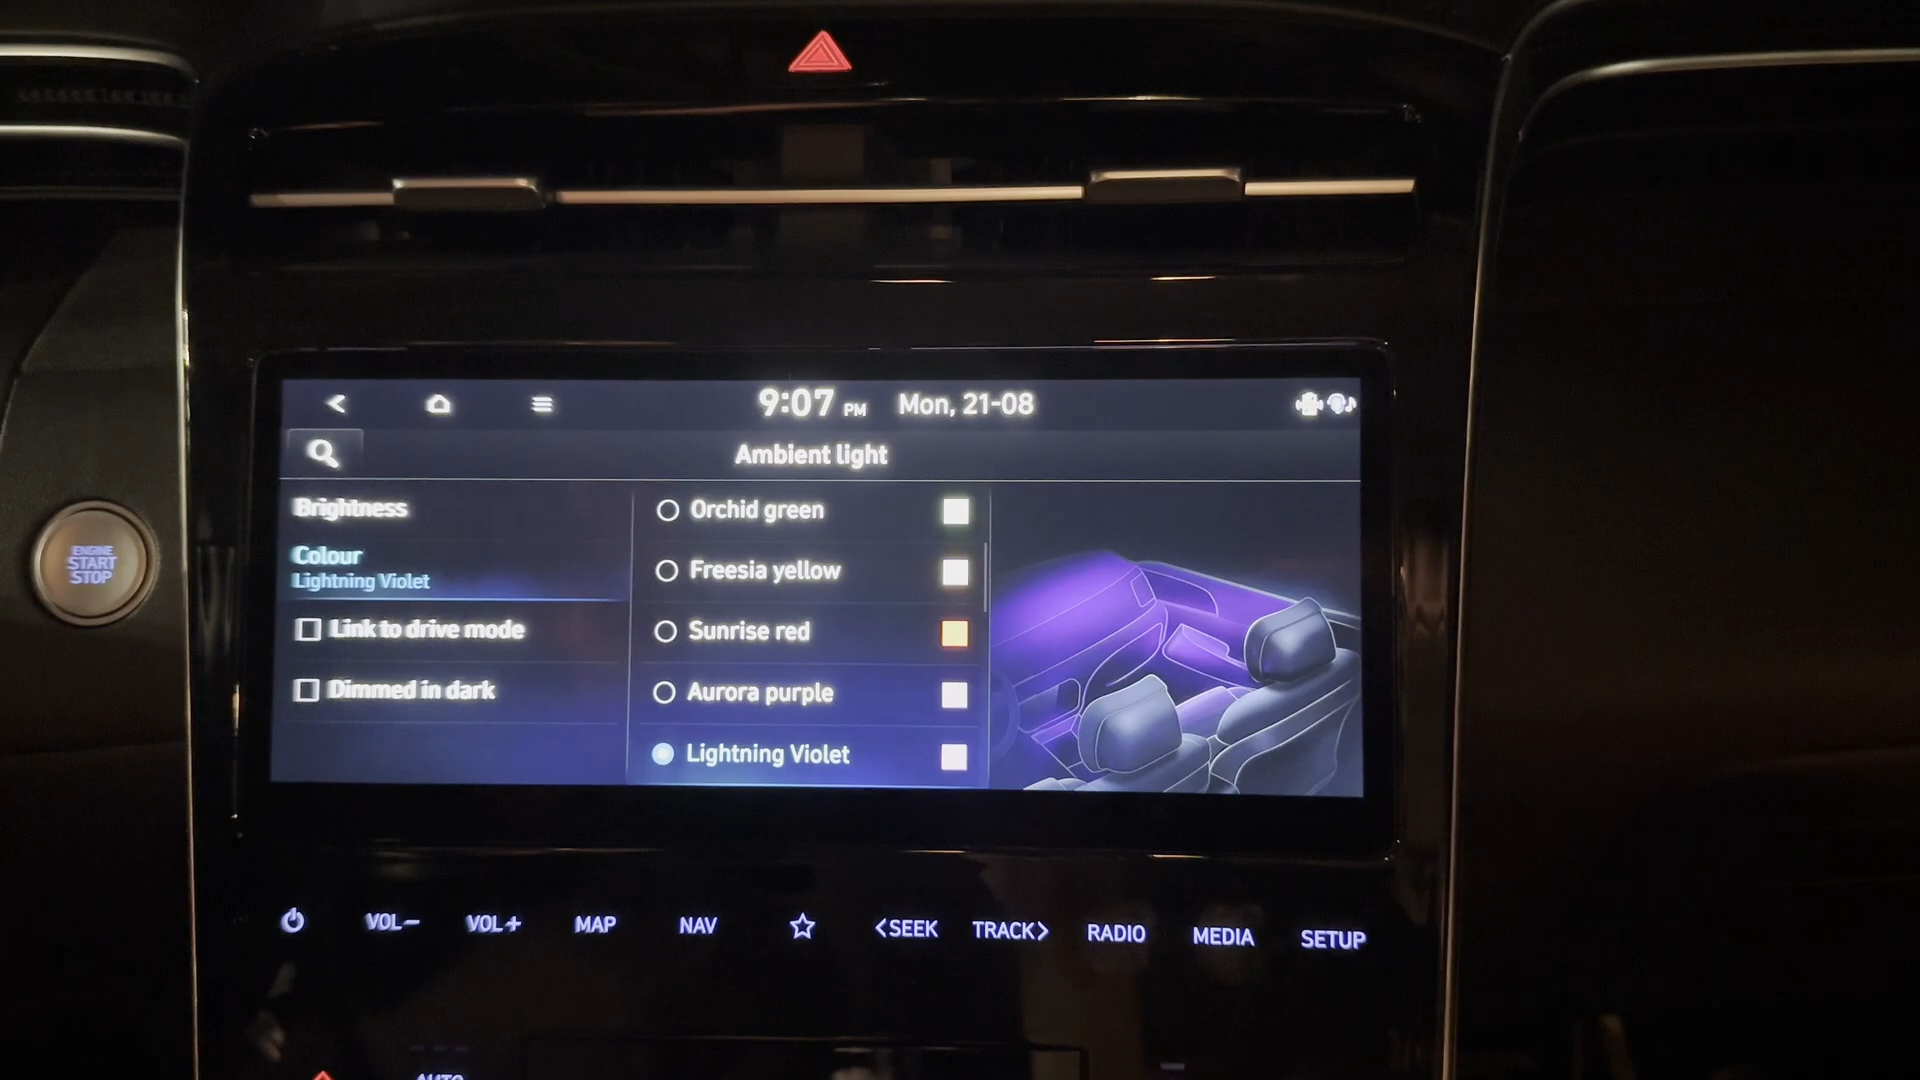 9:07 PM Mon, 21-08
Ambient light
Brightness
Colour
Lightning Violet
Link to drive mode
Dimmed in dark
Orchid green
Freesia yellow
Sunrise red
Aurora purple
Lightning Violet
ENGINE
START
STOP
VOL- VOL+ MAP NAV <SEEK TRACK> RADIO MEDIA SETUP
AUTO